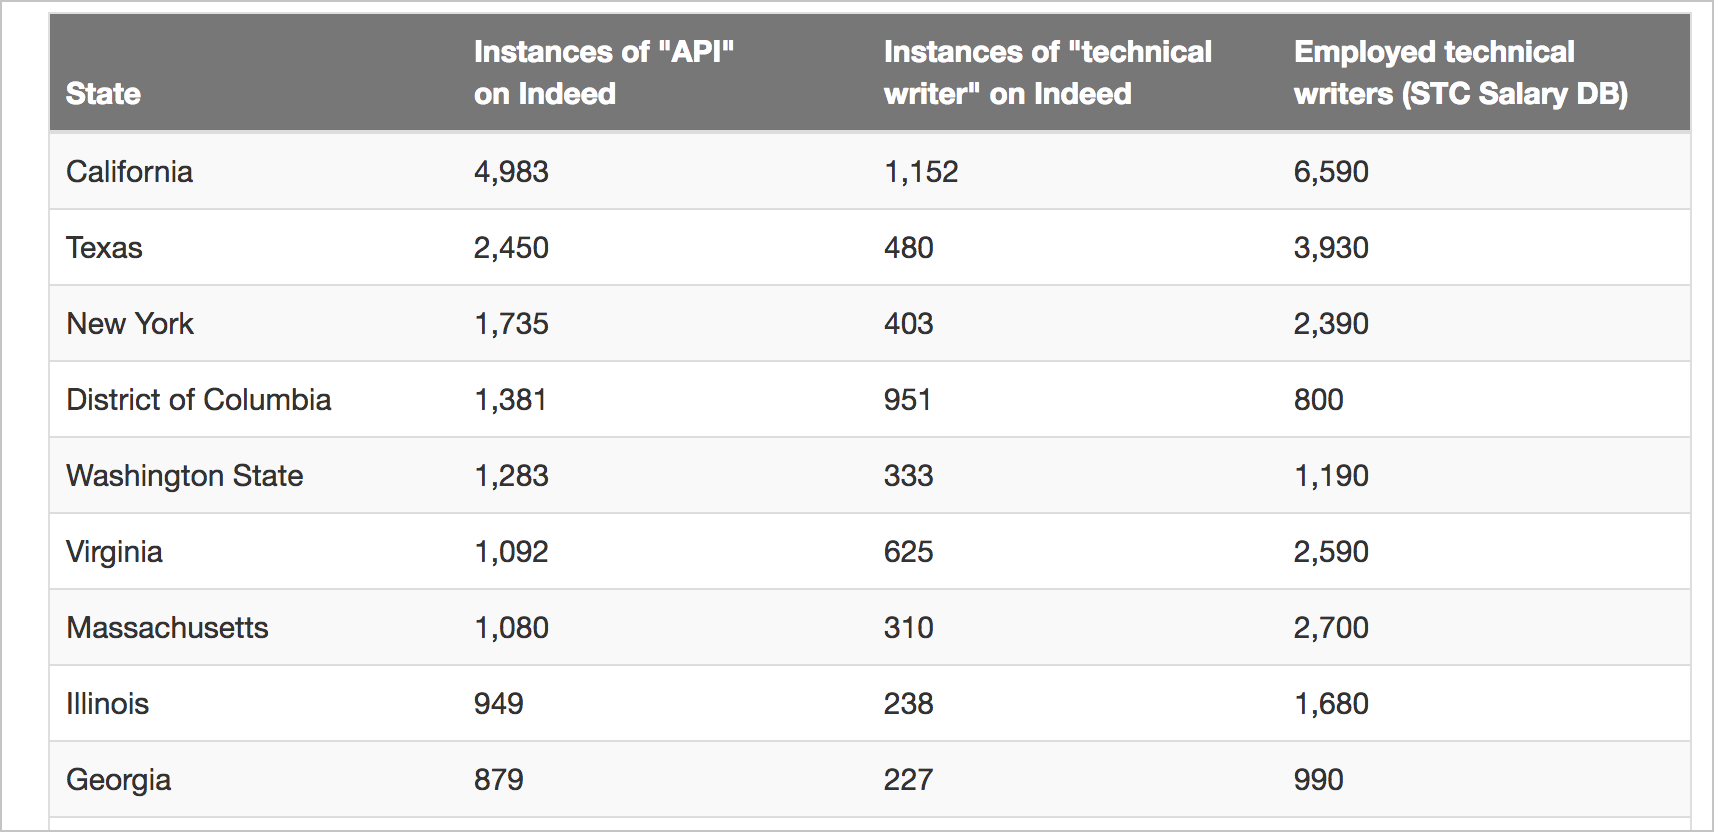 State Instances of "API" on Indeed Instances of "technical writer" on Indeed Employed technical writers (STC Salary DB)
California 4,983 1,152 6,590
Texas 2,450 480 3,930
New York 1,735 403 2,390
District of Columbia 1,381 951 800
Washington State 1,283 333 1,190
Virginia 1,092 625 2,590
Massachusetts 1,080 310 2,700
Illinois 949 238 1,680
Georgia 879 227 990